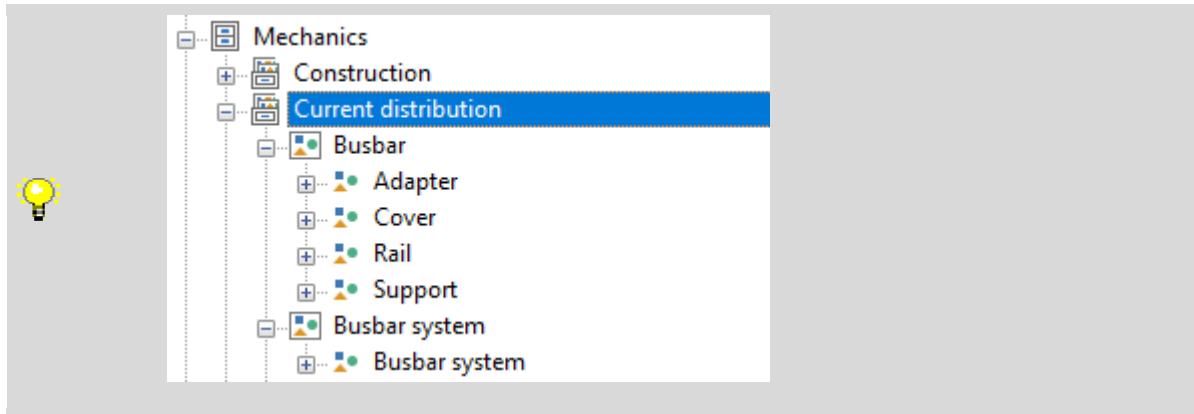 Mechanics
Construction
Current distribution
Busbar
Adapter
Cover
Rail
Support
Busbar system
Busbar system